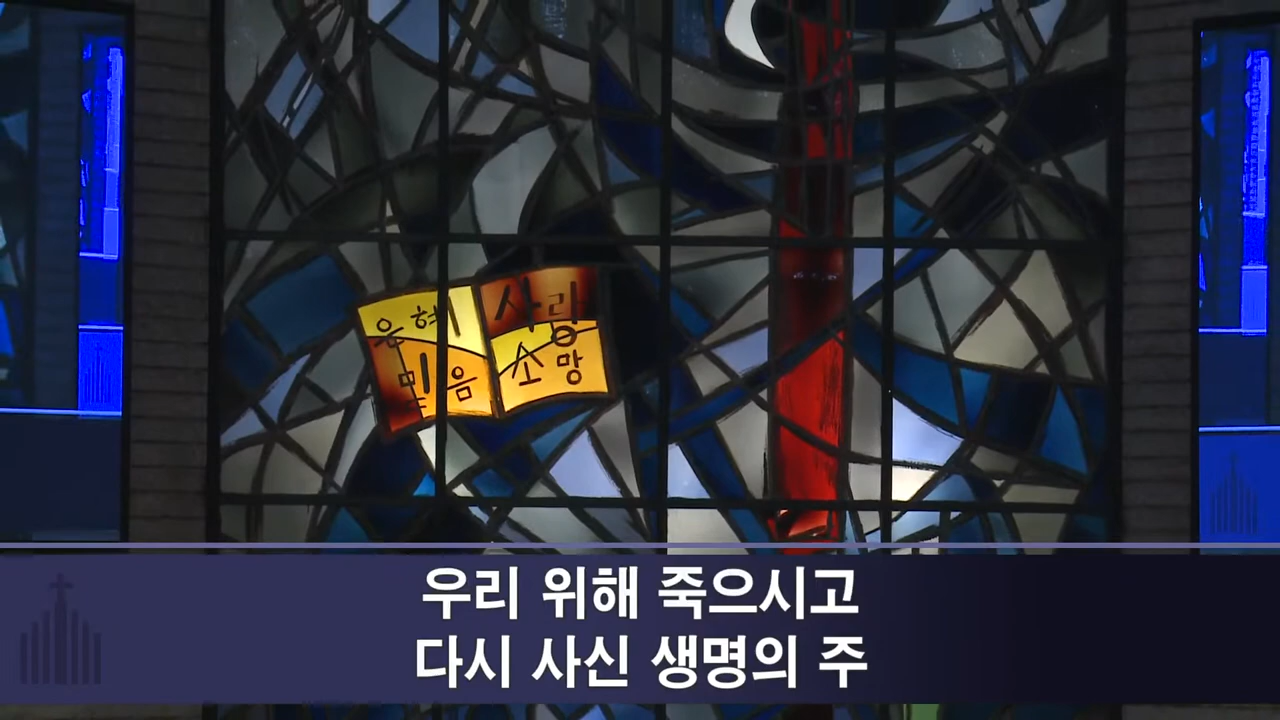 은혜
믿음
사랑
소망
우리 위해 죽으시고
다시 사신 생명의 주